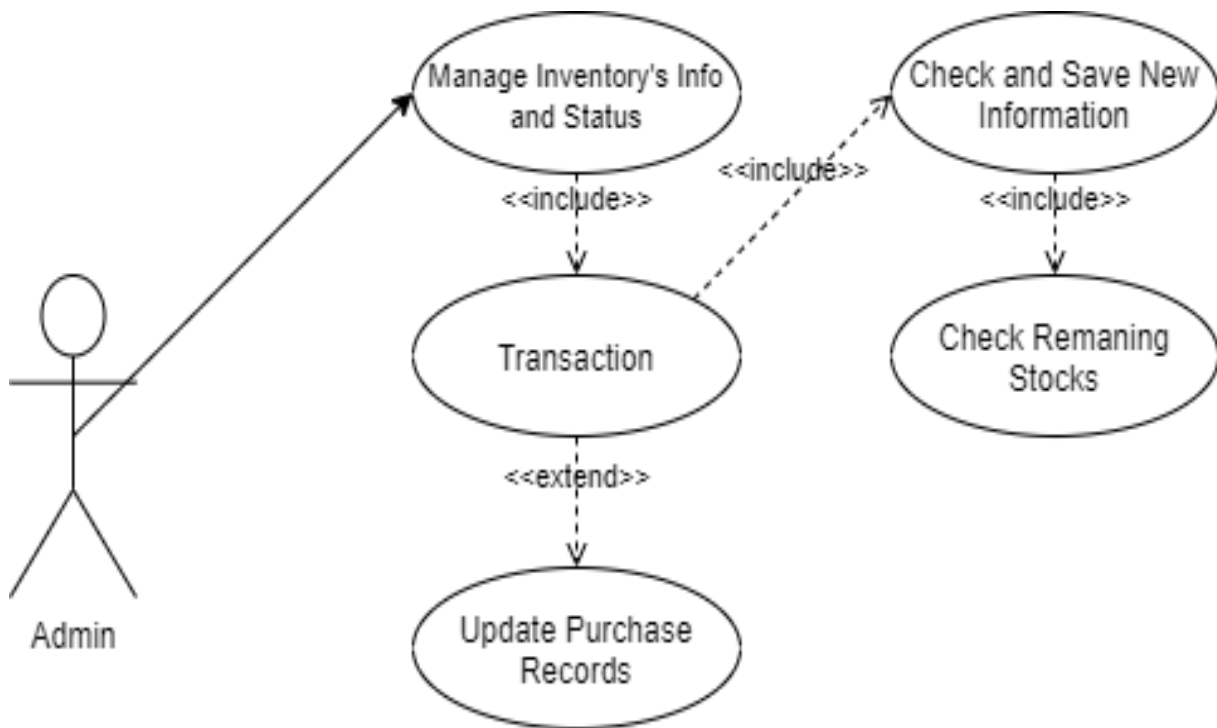 Manage Inventory's Info
and Status
Check and Save New
Information
<<include>>
<<include>>
<<include>>
Transaction
Check Remaning
Stocks
<<extend>>
Update Purchase
Records
Admin